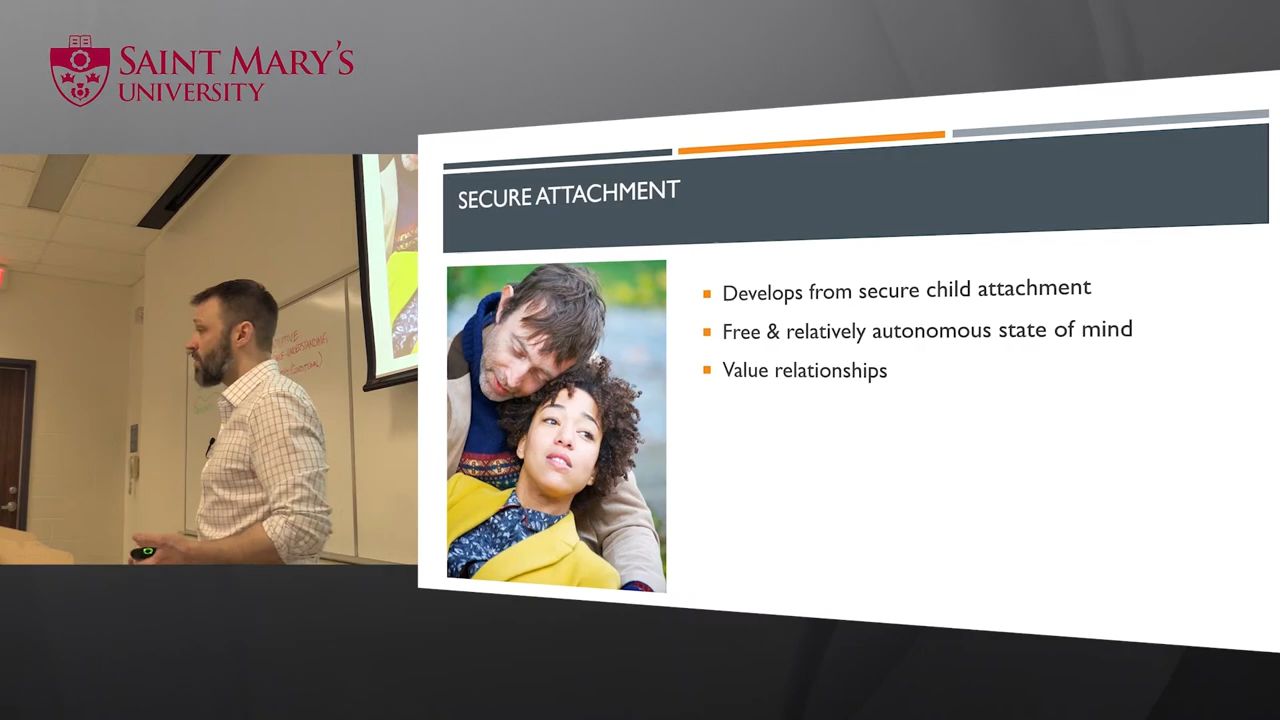 SAINT MARY'S
UNIVERSITY
SECURE ATTACHMENT
Develops from secure child attachment
Free & relatively autonomous state of mind
Value relationships